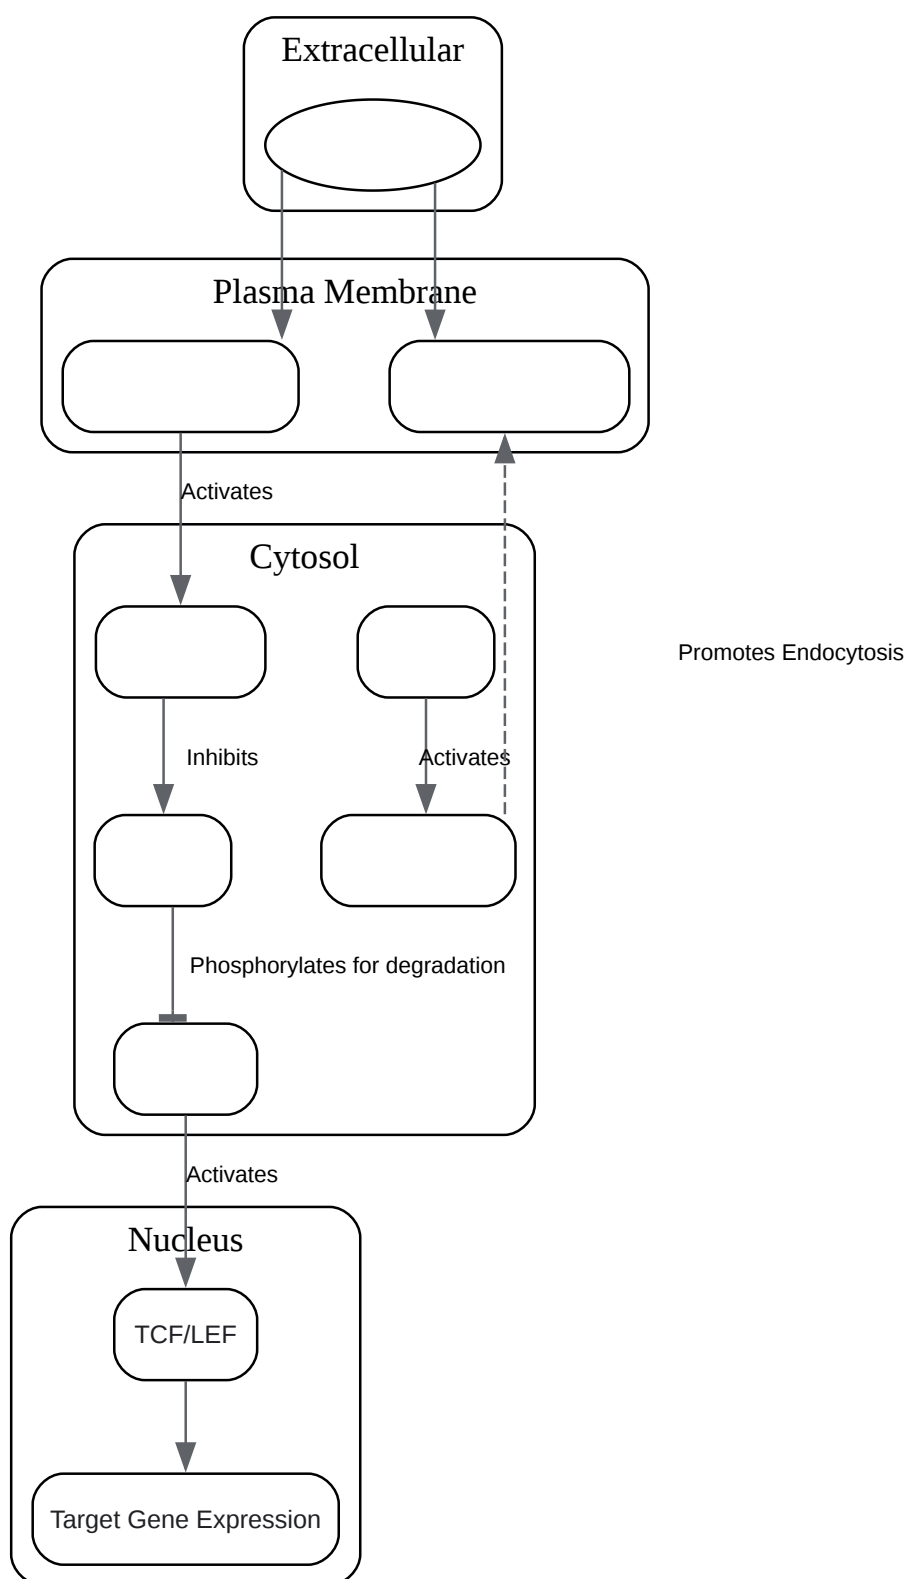 Extracellular
Plasma Membrane
Activates
Cytosol
Promotes Endocytosis
Inhibits
Activates
Phosphorylates for degradation
Activates
Nucleus
TCF/LEF
Target Gene Expression